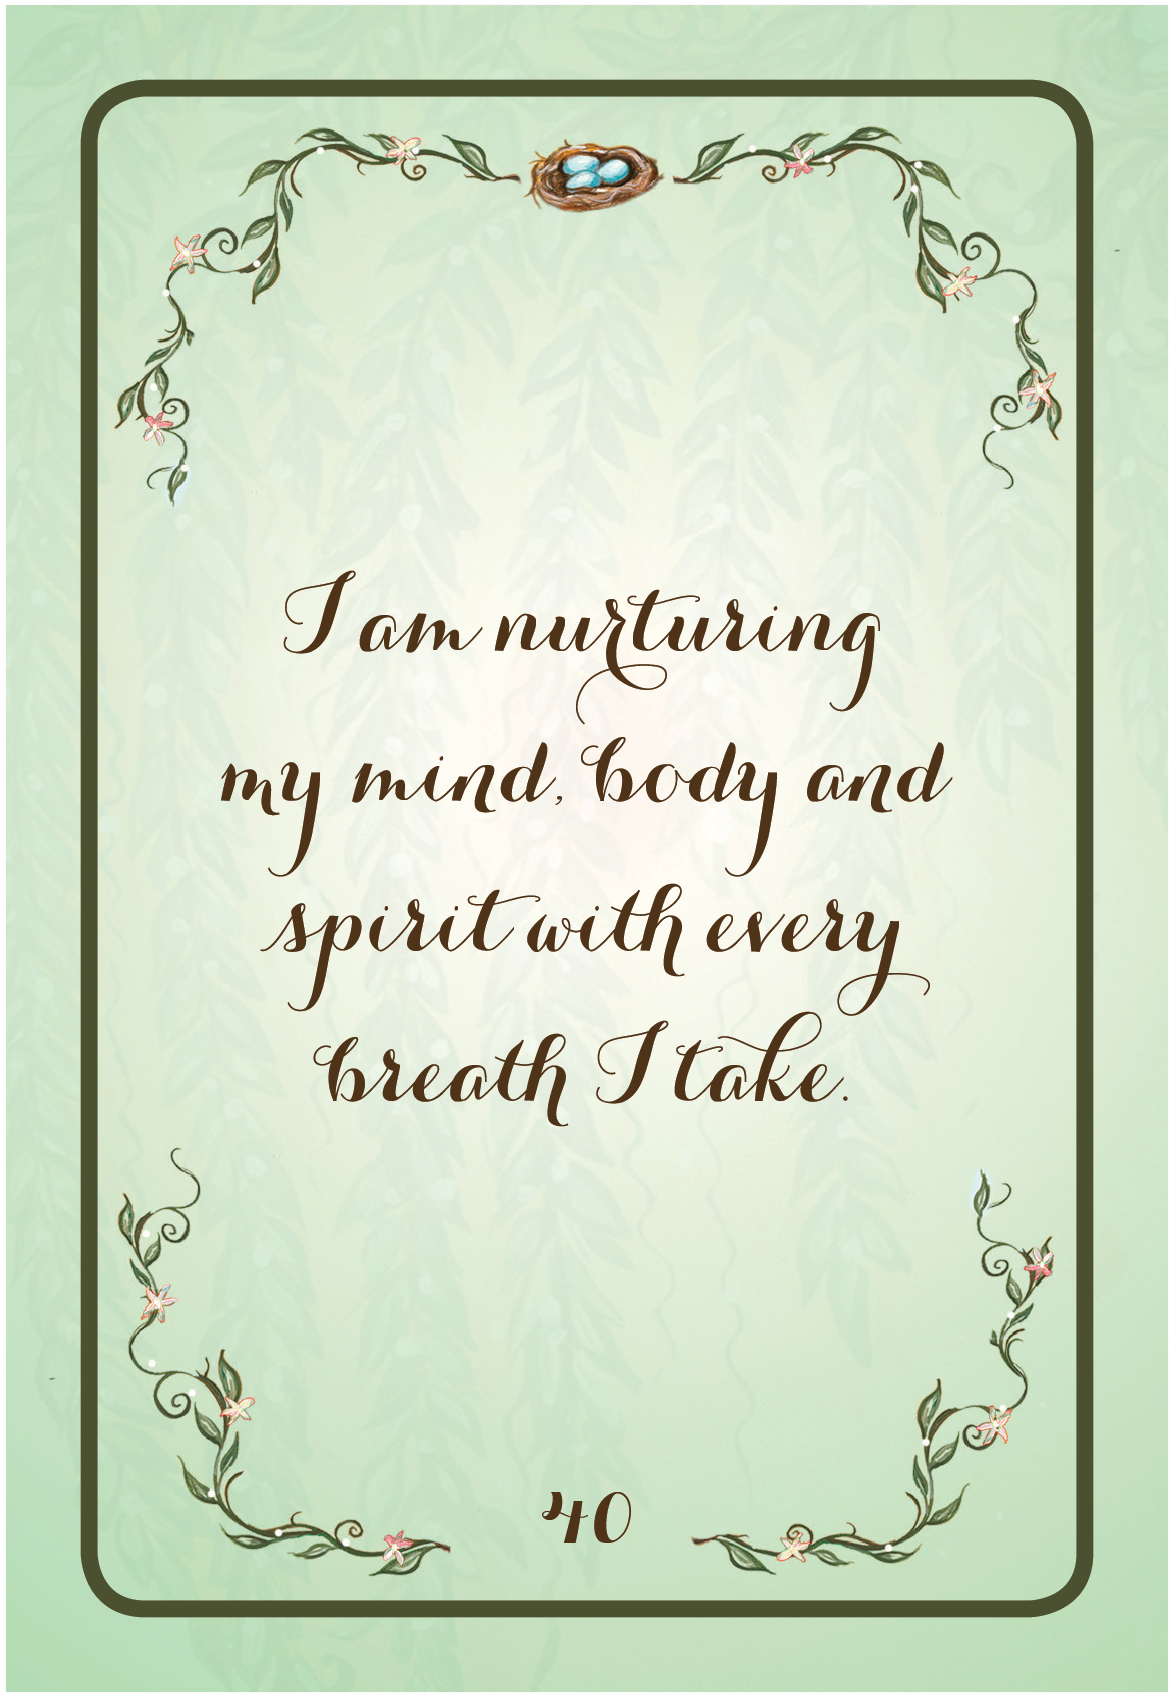 I am nurturing
my mind, body and
spirit with every
breath I take.
40